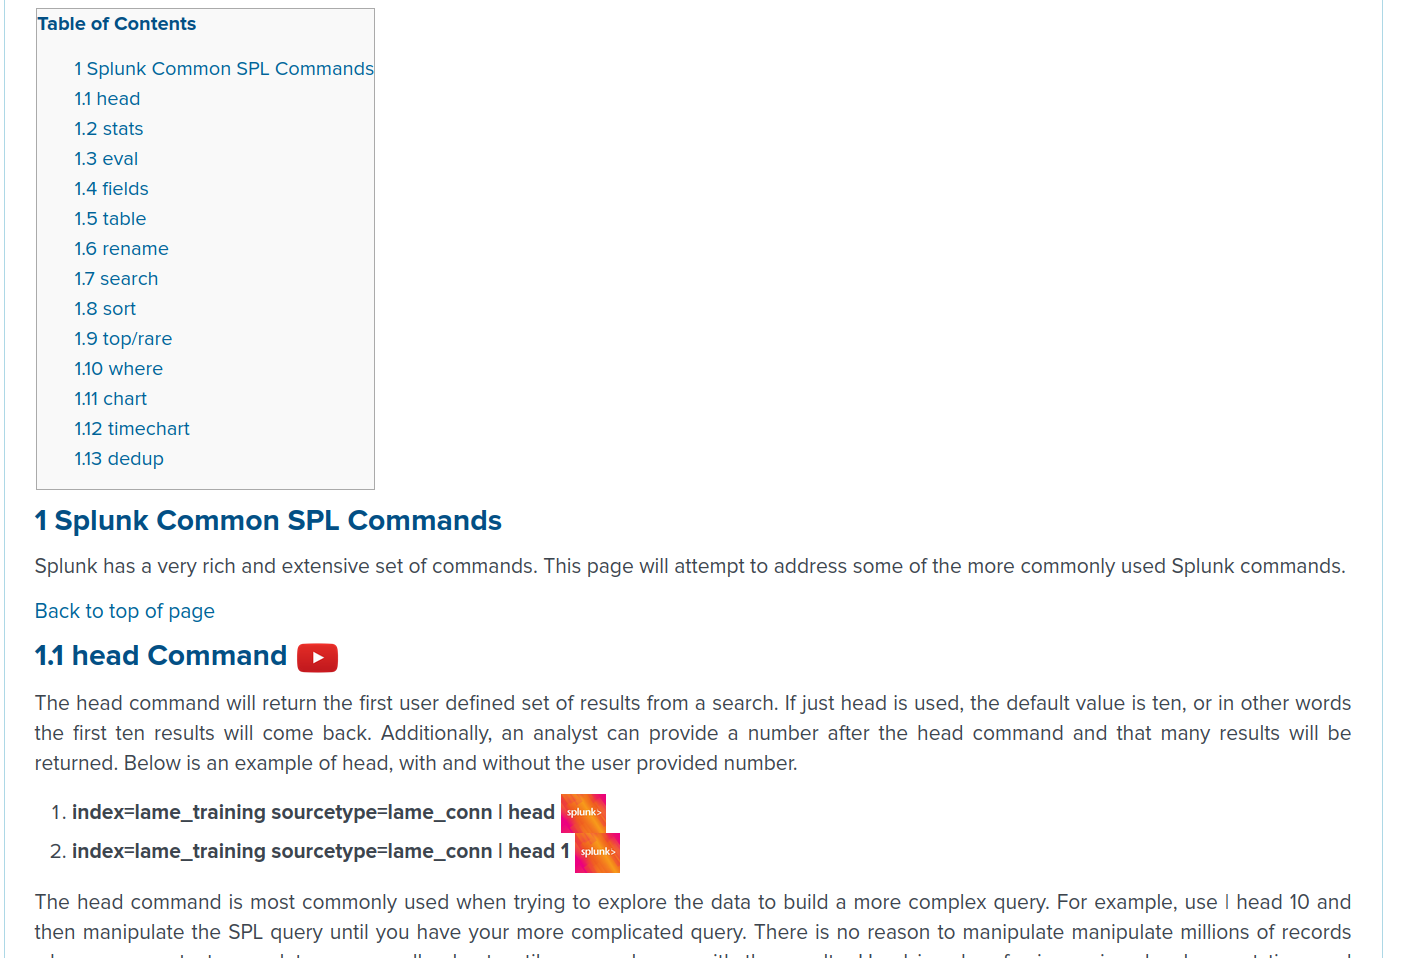 Table of Contents
1 Splunk Common SPL Commands
1.1 head
1.2 stats
1.3 eval
1.4 fields
1.5 table
1.6 rename
1.7 search
1.8 sort
1.9 top/rare
1.10 where
1.11 chart
1.12 timechart
1.13 dedup
1 Splunk Common SPL Commands
Splunk has a very rich and extensive set of commands. This page will attempt to address some of the more commonly used Splunk commands.
Back to top of page
1.1 head Command
The head command will return the first user defined set of results from a search. If just head is used, the default value is ten, or in other words
the first ten results will come back. Additionally, an analyst can provide a number after the head command and that many results will be
returned. Below is an example of head, with and without the user provided number.
1. index=lame_training sourcetype=lame_conn | head splunk>
2. index=lame_training sourcetype=lame_conn | head 1 splunk>
The head command is most commonly used when trying to explore the data to build a more complex query. For example, use | head 10 and
then manipulate the SPL query until you have your more complicated query. There is no reason to manipulate manipulate millions of records